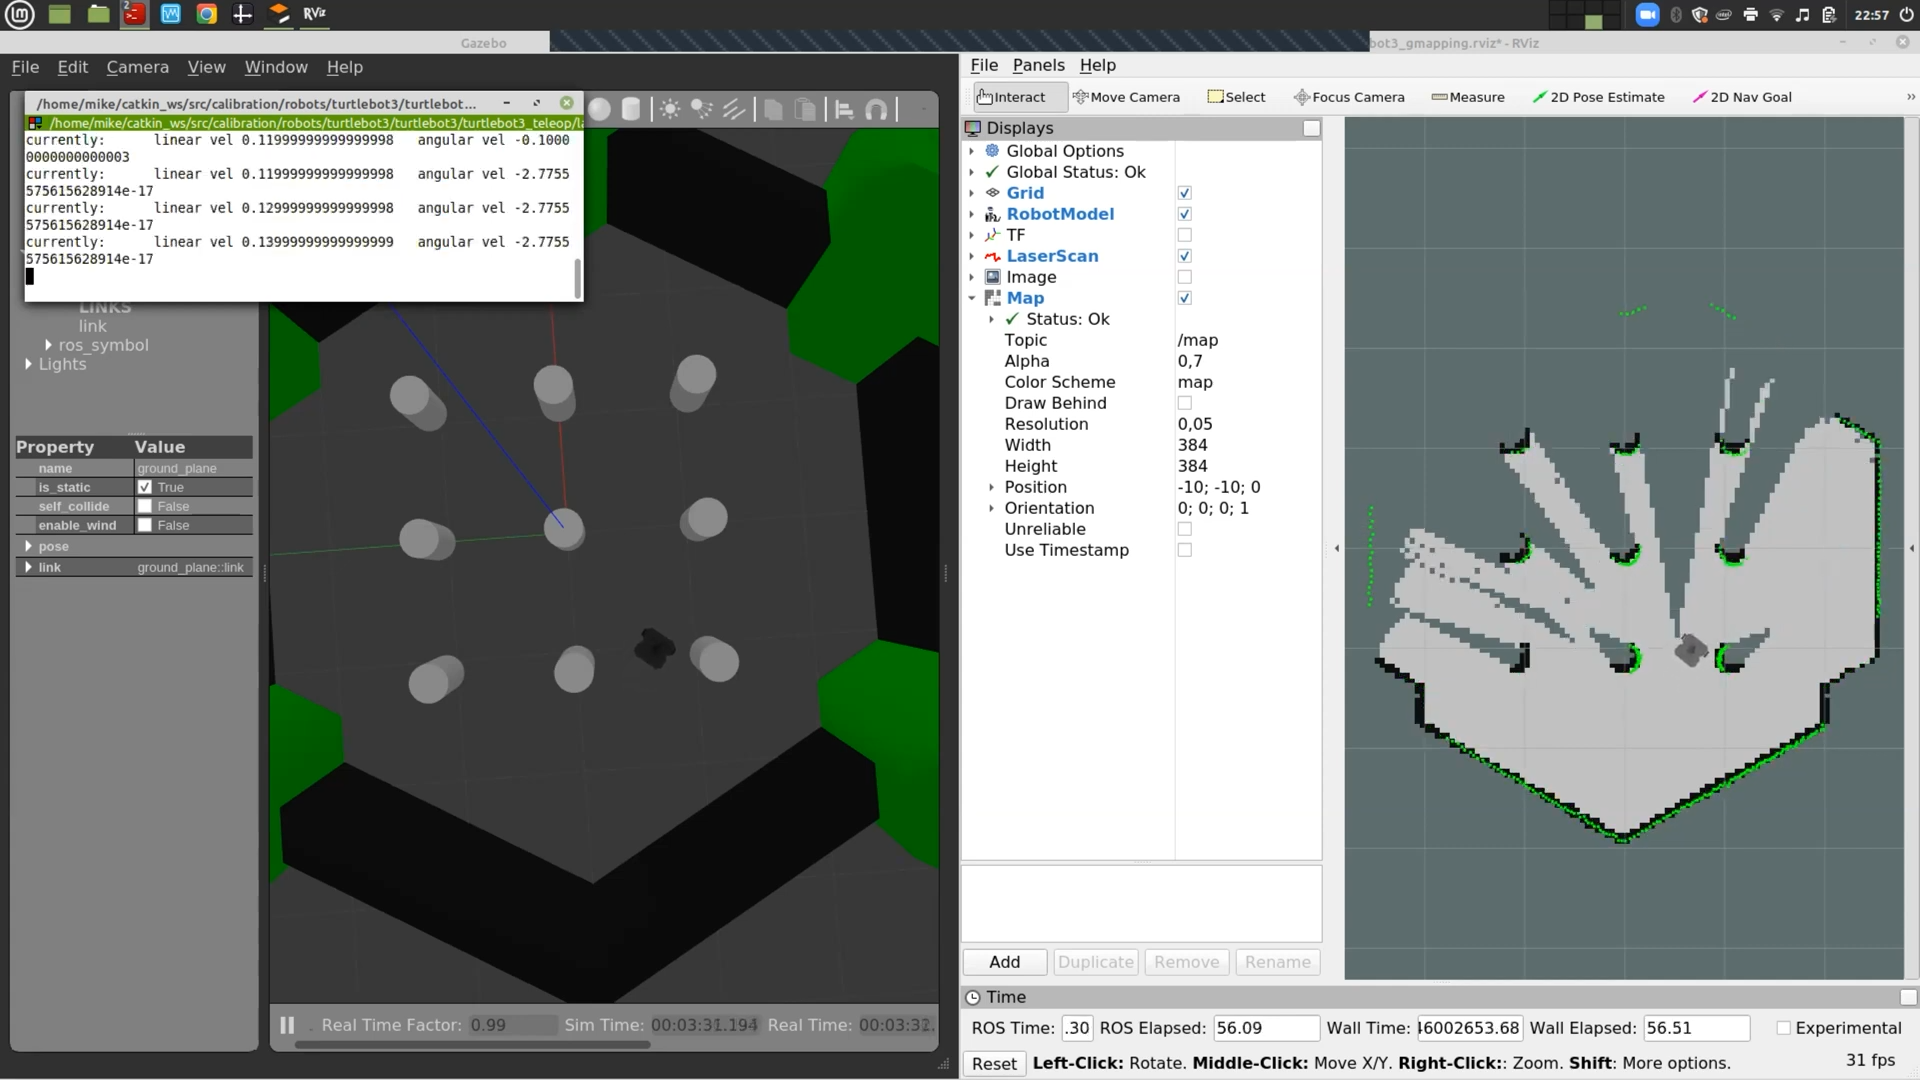 RViz
2
22:57
Gazebo
bot3_gmapping.rviz* - RViz
File Edit Camera View Window Help
File Panels Help
/home/mike/catkin_ws/src/calibration/robots/turtlebot3/turtlebot...
/home/mike/catkin_ws/src/calibration/robots/turtlebot3/turtlebot3/turtlebot3_teleop/la
currently: linear vel 0.11999999999999998 angular vel -0.1000
0000000000003
currently: linear vel 0.11999999999999998 angular vel -2.7755
575615628914e-17
currently: linear vel 0.12999999999999998 angular vel -2.7755
575615628914e-17
currently: linear vel 0.13999999999999999 angular vel -2.7755
575615628914e-17
LINKS
link
ros_symbol
Lights
Property Value
name ground_plane
is_static True
self_collide False
enable_wind False
pose
link ground_plane::link
Real Time Factor: 0.99 Sim Time: 00:03:31.194 Real Time: 00:03:32.
Interact Move Camera Select Focus Camera Measure 2D Pose Estimate 2D Nav Goal »
Displays
Global Options
Global Status: Ok
Grid
RobotModel
TF
LaserScan
Image
Map
Status: Ok
Topic /map
Alpha 0,7
Color Scheme map
Draw Behind
Resolution 0,05
Width 384
Height 384
Position -10; -10; 0
Orientation 0; 0; 0; 1
Unreliable
Use Timestamp
Add Duplicate Remove Rename
Time
ROS Time: .30 ROS Elapsed: 56.09 Wall Time: 46002653.68 Wall Elapsed: 56.51 Experimental
Reset Left-Click: Rotate. Middle-Click: Move X/Y. Right-Click:: Zoom. Shift: More options. 31 fps